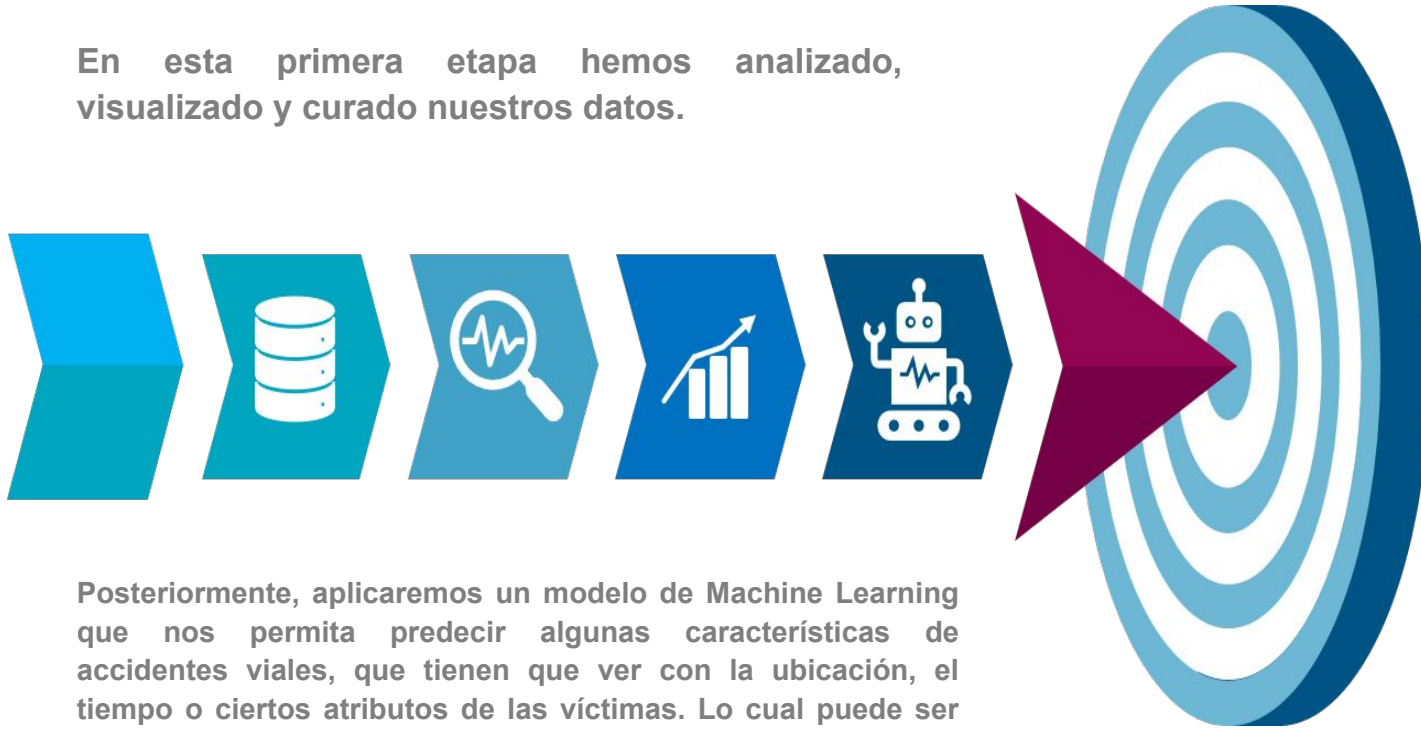 En esta primera etapa hemos analizado,
visualizado y curado nuestros datos.
Posteriormente, aplicaremos un modelo de Machine Learning
que nos permita predecir algunas características de
accidentes viales, que tienen que ver con la ubicación, el
tiempo o ciertos atributos de las víctimas. Lo cual puede ser